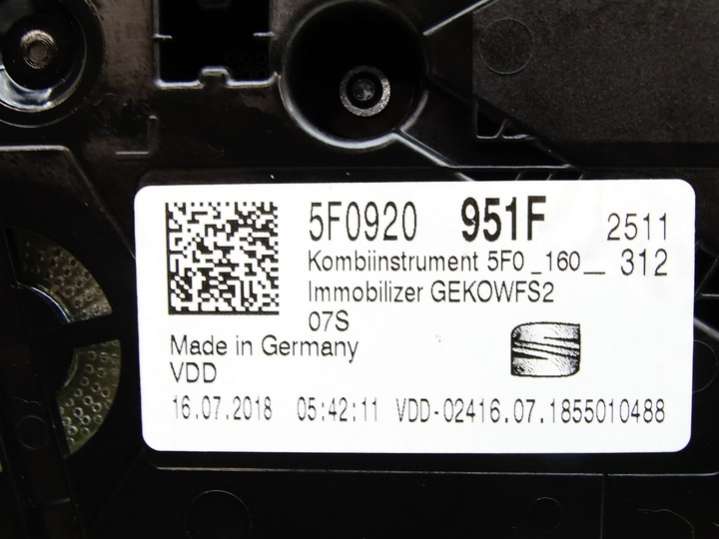 5F0920 951F 2511
Kombiinstrument 5F0 _160__ 312
Immobilizer GEKOWFS2
07S
Made in Germany
VDD
16.07.2018 05:42:11 VDD-02416.07.1855010488